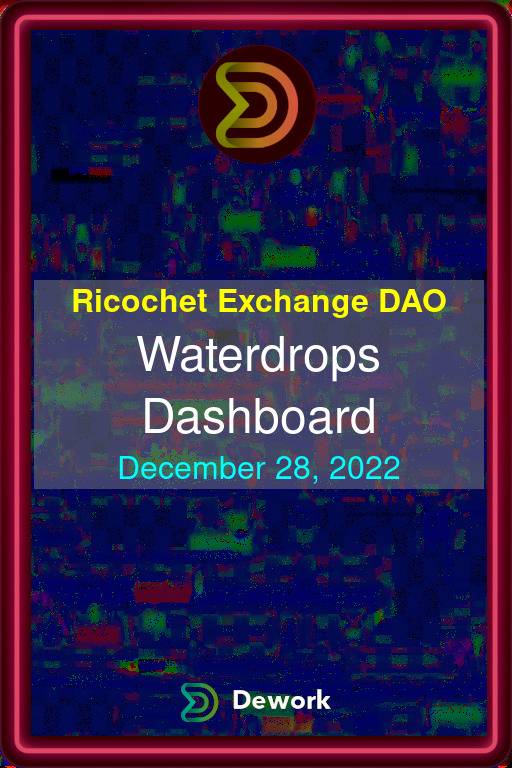 Ricochet Exchange DAO
Waterdrops
Dashboard
December 28, 2022
Dework